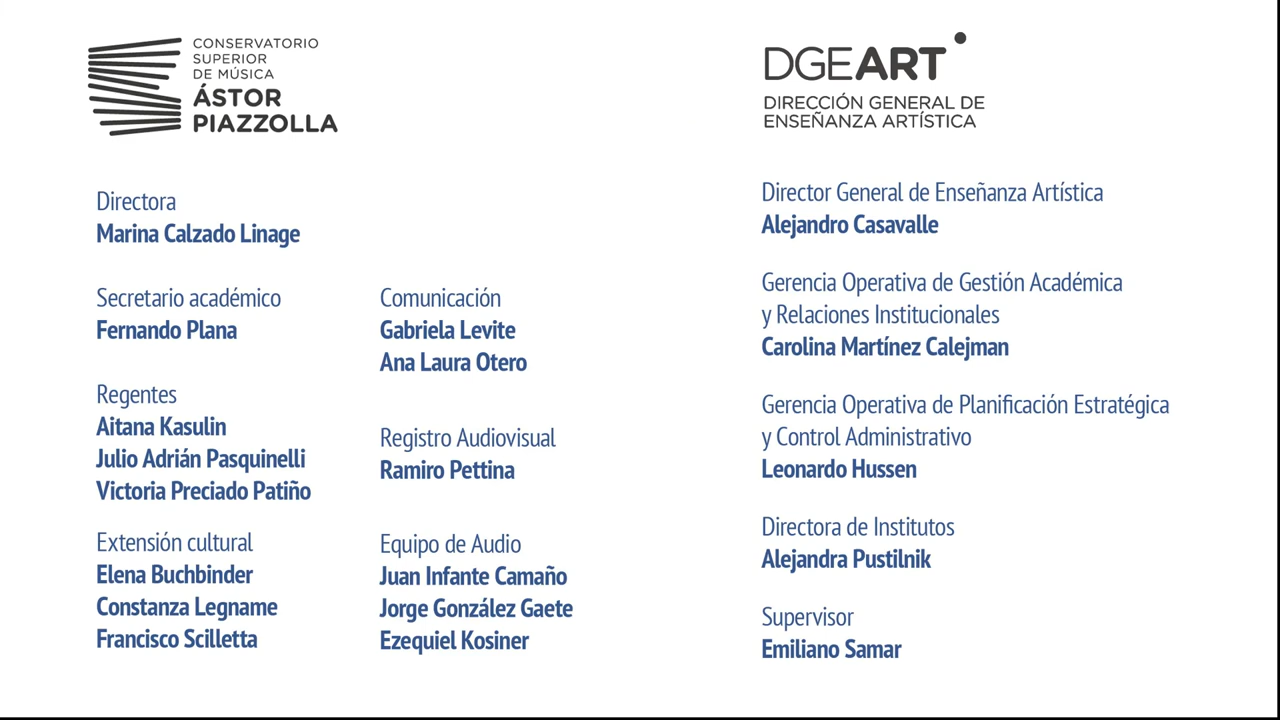 CONSERVATORIO
SUPERIOR
DE MÚSICA
ÁSTOR
PIAZZOLLA
Directora
Marina Calzado Linage
Secretario académico
Fernando Plana
Regentes
Aitana Kasulin
Julio Adrián Pasquinelli
Victoria Preciado Patiño
Extensión cultural
Elena Buchbinder
Constanza Legname
Francisco Scilletta
Comunicación
Gabriela Levite
Ana Laura Otero
Registro Audiovisual
Ramiro Pettina
Equipo de Audio
Juan Infante Camaño
Jorge González Gaete
Ezequiel Kosiner
DGEART
DIRECCIÓN GENERAL DE
ENSEÑANZA ARTÍSTICA
Director General de Enseñanza Artística
Alejandro Casavalle
Gerencia Operativa de Gestión Académica
y Relaciones Institucionales
Carolina Martínez Calejman
Gerencia Operativa de Planificación Estratégica
y Control Administrativo
Leonardo Hussen
Directora de Institutos
Alejandra Pustilnik
Supervisor
Emiliano Samar